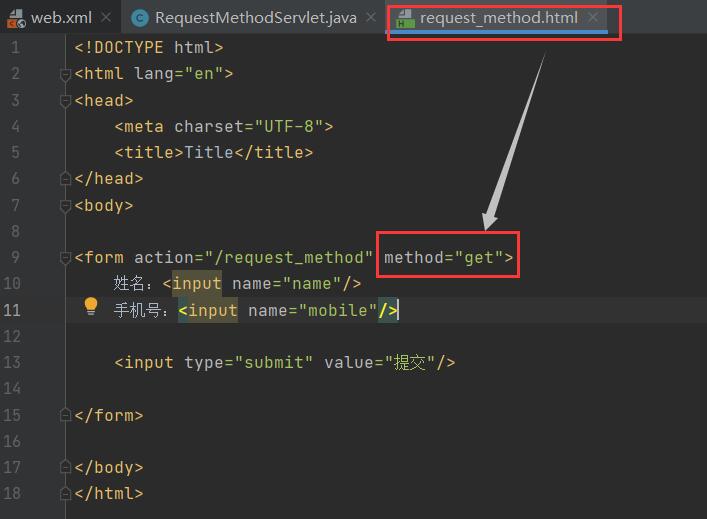 web.xml RequestMethodServlet.java request_method.html
1 <!DOCTYPE html>
2 <html lang="en">
3 <head>
4 <meta charset="UTF-8">
5 <title>Title</title>
6 </head>
7 <body>
8
9 <form action="/request_method" method="get">
10 姓名：<input name="name"/>
11 手机号：<input name="mobile"/>
12
13 <input type="submit" value="提交"/>
14
15 </form>
16
17 </body>
18 </html>